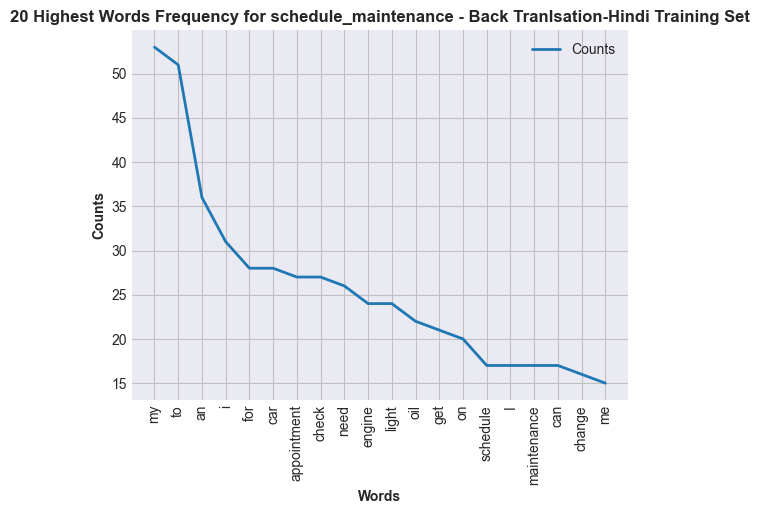 20 Highest Words Frequency for schedule_maintenance - Back Tranlsation-Hindi Training Set
Counts
50
45
40
35
30
25
20
15
Counts
my
to
an
i
for
car
appointment
check
need
engine
light
oil
get
on
schedule
I
maintenance
can
change
me
Words